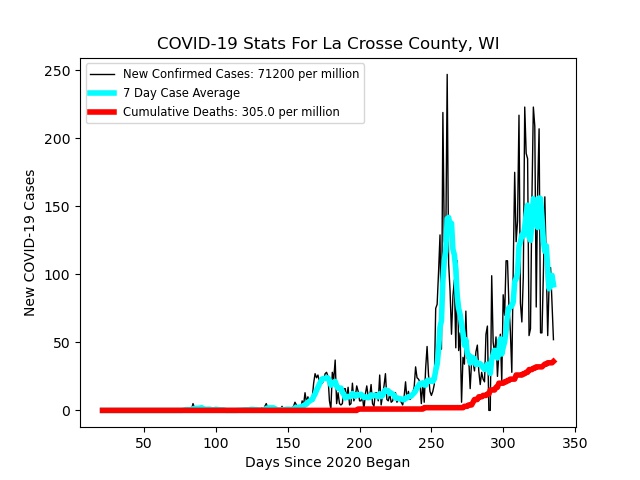 COVID-19 Stats For La Crosse County, WI
New Confirmed Cases: 71200 per million
7 Day Case Average
Cumulative Deaths: 305.0 per million
New COVID-19 Cases
250
200
150
100
50
0
50 100 150 200 250 300 350
Days Since 2020 Began